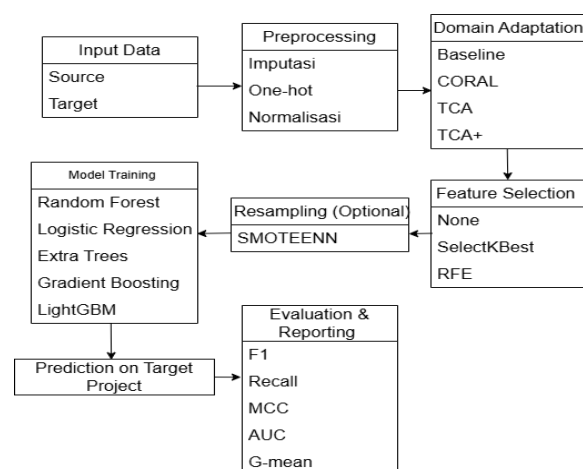 Input Data
Source
Target
Preprocessing
Imputasi
One-hot
Normalisasi
Domain Adaptation
Baseline
CORAL
TCA
TCA+
Feature Selection
None
SelectKBest
RFE
Resampling (Optional)
SMOTEENN
Model Training
Random Forest
Logistic Regression
Extra Trees
Gradient Boosting
LightGBM
Prediction on Target
Project
Evaluation &
Reporting
F1
Recall
MCC
AUC
G-mean